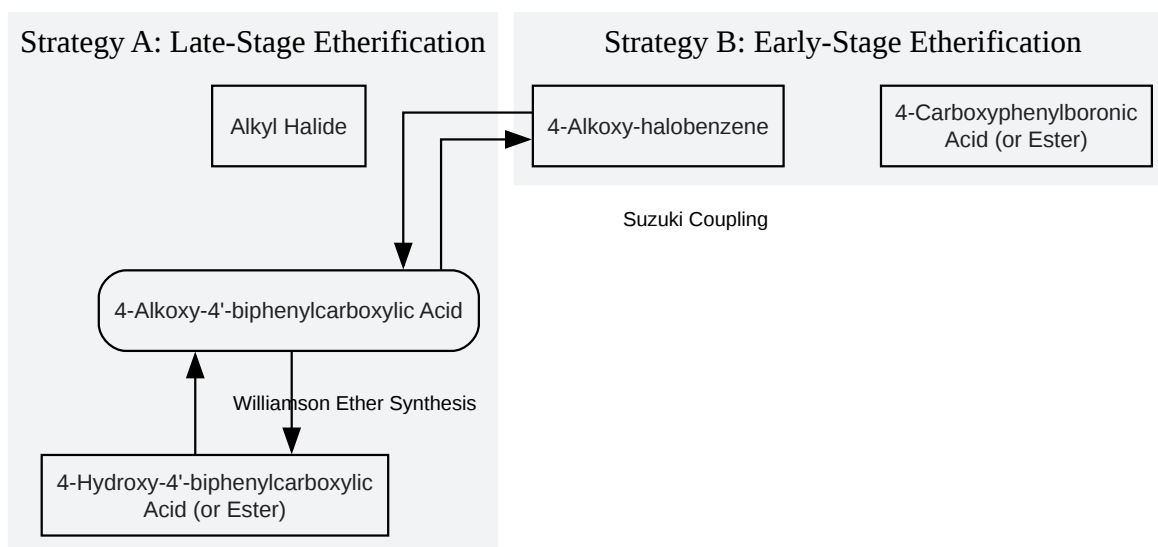 Strategy A: Late-Stage Etherification
Strategy B: Early-Stage Etherification
Alkyl Halide
4-Alkoxy-halobenzene
4-Carboxyphenylboronic
Acid (or Ester)
Suzuki Coupling
4-Alkoxy-4'-biphenylcarboxylic Acid
Williamson Ether Synthesis
4-Hydroxy-4'-biphenylcarboxylic
Acid (or Ester)